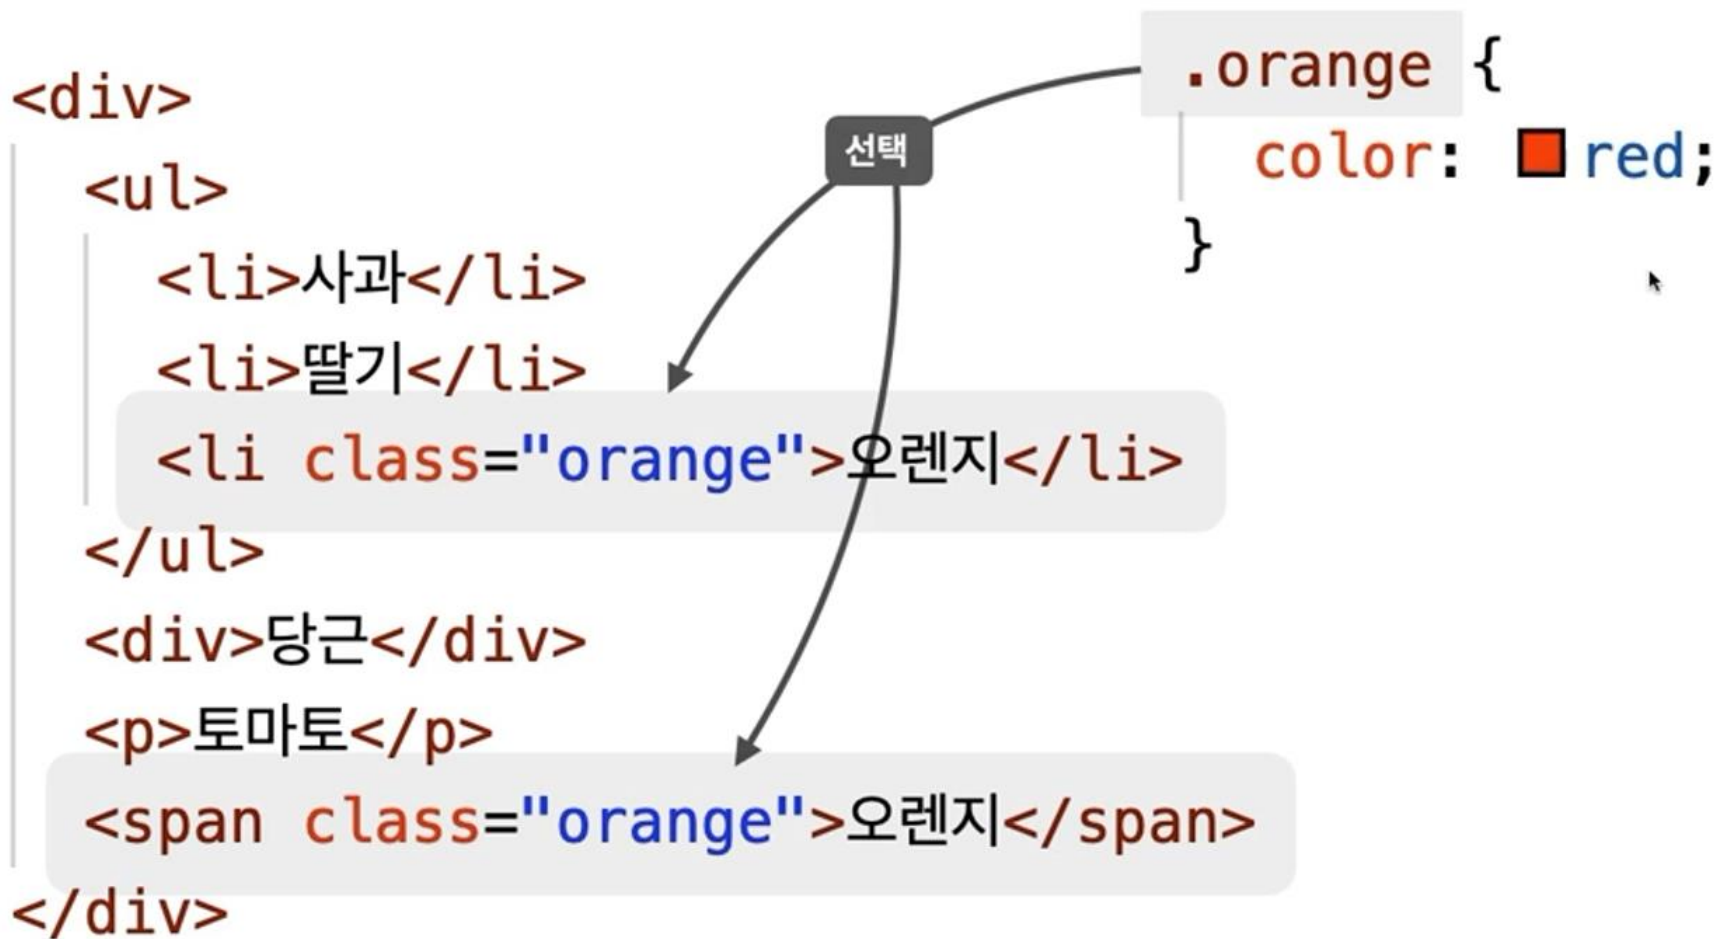 <div>
<ul>
<li>사과</li>
<li>딸기</li>
<li class="orange">오렌지</li>
</ul>
<div>당근</div>
<p>토마토</p>
<span class="orange">오렌지</span>
</div>
선택
.orange {
color: red;
}